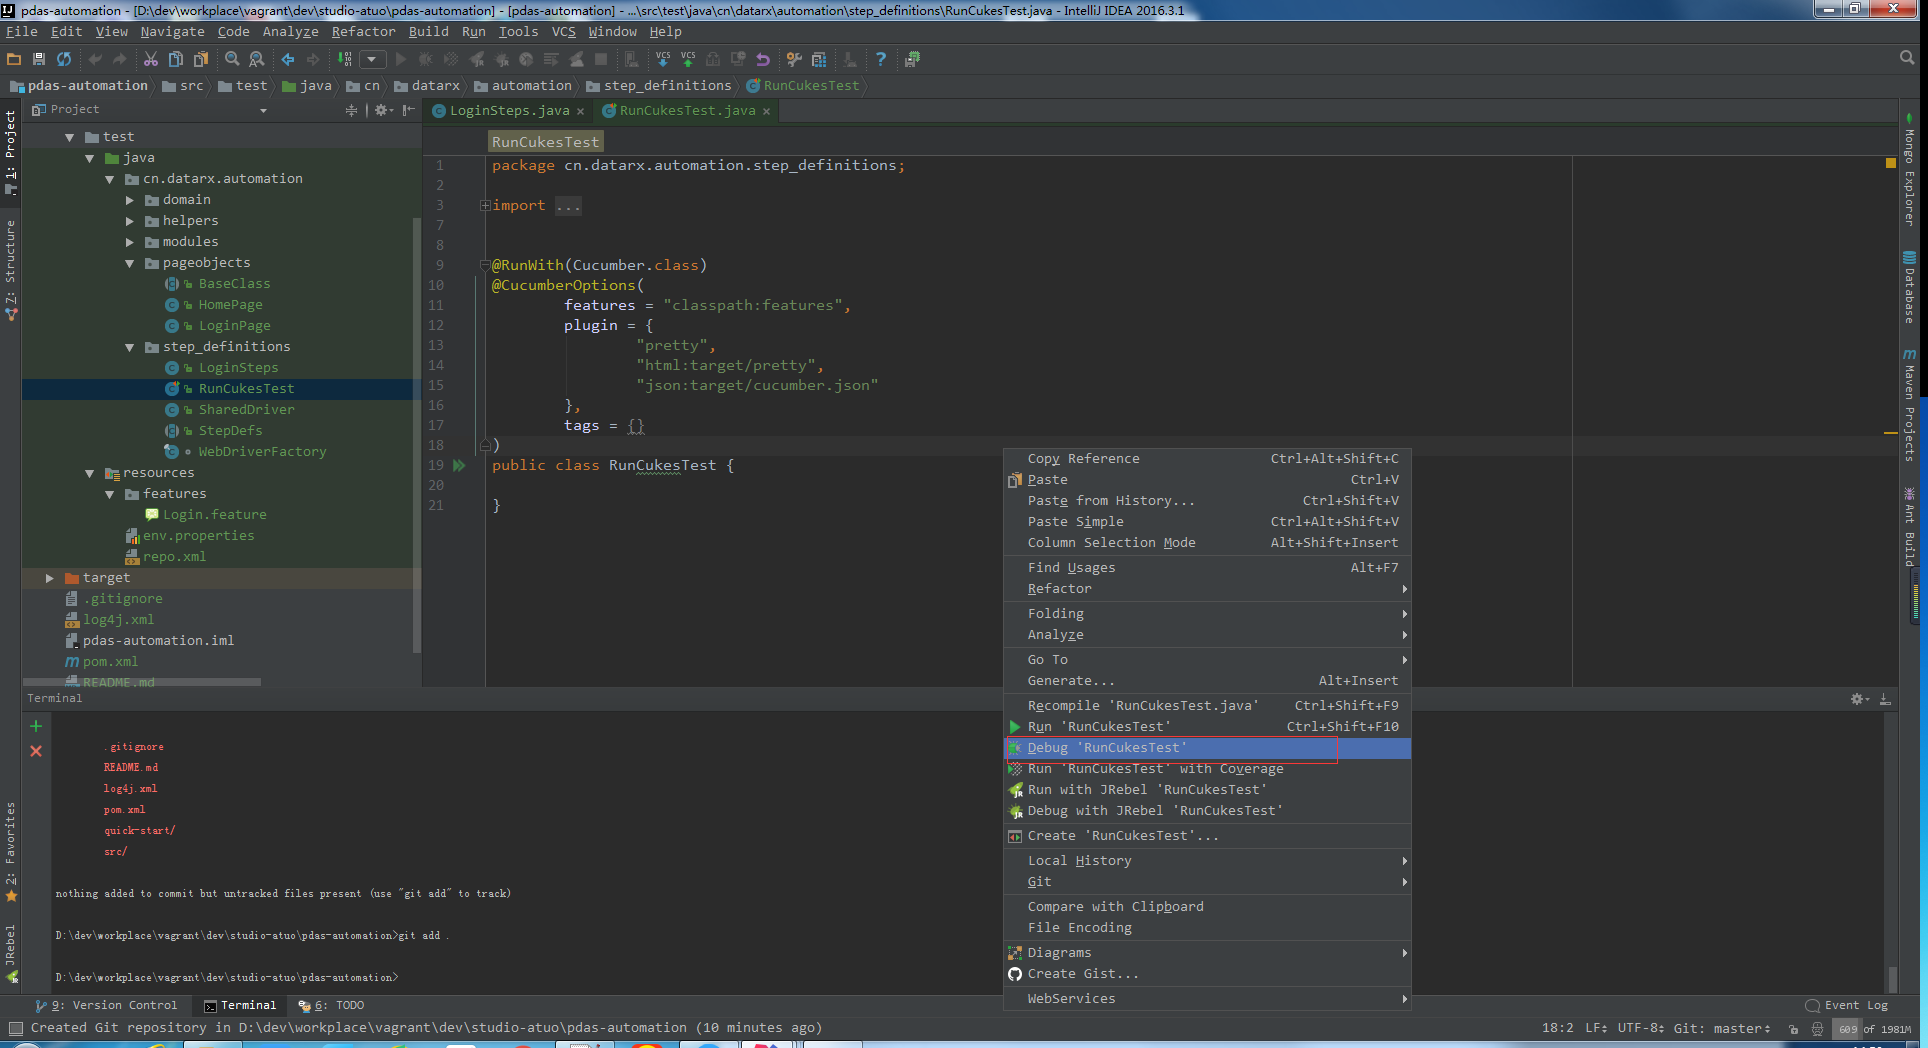 pdas-automation - [D:\dev\workplace\vagrant\dev\studio-atuo\pdas-automation] - [pdas-automation] - ...\src\test\java\cn\datarx\automation\step_definitions\RunCukesTest.java - IntelliJ IDEA 2016.3.1
File Edit View Navigate Code Analyze Refactor Build Run Tools VCS Window Help
pdas-automation src test java cn datarx automation step_definitions RunCukesTest
Project
LoginSteps.java
RunCukesTest.java
1: Project
Z: Structure
2: Favorites
JRebel
test
java
cn.datarx.automation
domain
helpers
modules
pageobjects
BaseClass
HomePage
LoginPage
step_definitions
LoginSteps
RunCukesTest
SharedDriver
StepDefs
WebDriverFactory
resources
features
Login.feature
env.properties
repo.xml
target
.gitignore
log4j.xml
pdas-automation.iml
pom.xml
README.md
RunCukesTest
1 package cn.datarx.automation.step_definitions;
2
3 import ...
7
8
9 @RunWith(Cucumber.class)
10 @CucumberOptions(
11 features = "classpath:features",
12 plugin = {
13 "pretty",
14 "html:target/pretty",
15 "json:target/cucumber.json"
16 },
17 tags = {}
18 )
19 public class RunCukesTest {
20
21 }
Mongo Explorer
Database
Maven Projects
Ant Build
Copy Reference Ctrl+Alt+Shift+C
Paste Ctrl+V
Paste from History... Ctrl+Shift+V
Paste Simple Ctrl+Alt+Shift+V
Column Selection Mode Alt+Shift+Insert
Find Usages Alt+F7
Refactor
Folding
Analyze
Go To
Generate... Alt+Insert
Recompile 'RunCukesTest.java' Ctrl+Shift+F9
Run 'RunCukesTest' Ctrl+Shift+F10
Debug 'RunCukesTest'
Run 'RunCukesTest' with Coverage
Run with JRebel 'RunCukesTest'
Debug with JRebel 'RunCukesTest'
Create 'RunCukesTest'...
Local History
Git
Compare with Clipboard
File Encoding
Diagrams
Create Gist...
WebServices
Terminal
.gitignore
README.md
log4j.xml
pom.xml
quick-start/
src/
nothing added to commit but untracked files present (use "git add" to track)
D:\dev\workplace\vagrant\dev\studio-atuo\pdas-automation>git add .
D:\dev\workplace\vagrant\dev\studio-atuo\pdas-automation>
9: Version Control Terminal 6: TODO Event Log
Created Git repository in D:\dev\workplace\vagrant\dev\studio-atuo\pdas-automation (10 minutes ago) 18:2 LF UTF-8 Git: master 609 of 1981M